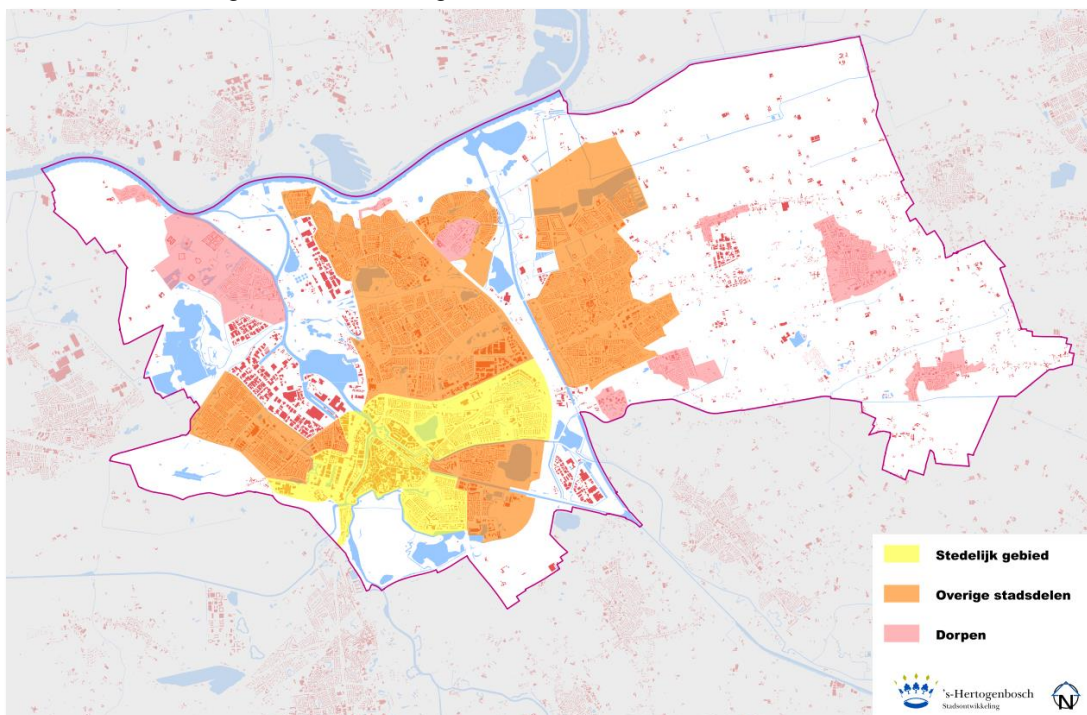 Stedelijk gebied
Overige stadsdelen
Dorpen
's-Hertogenbosch
Stadsontwikkeling
N